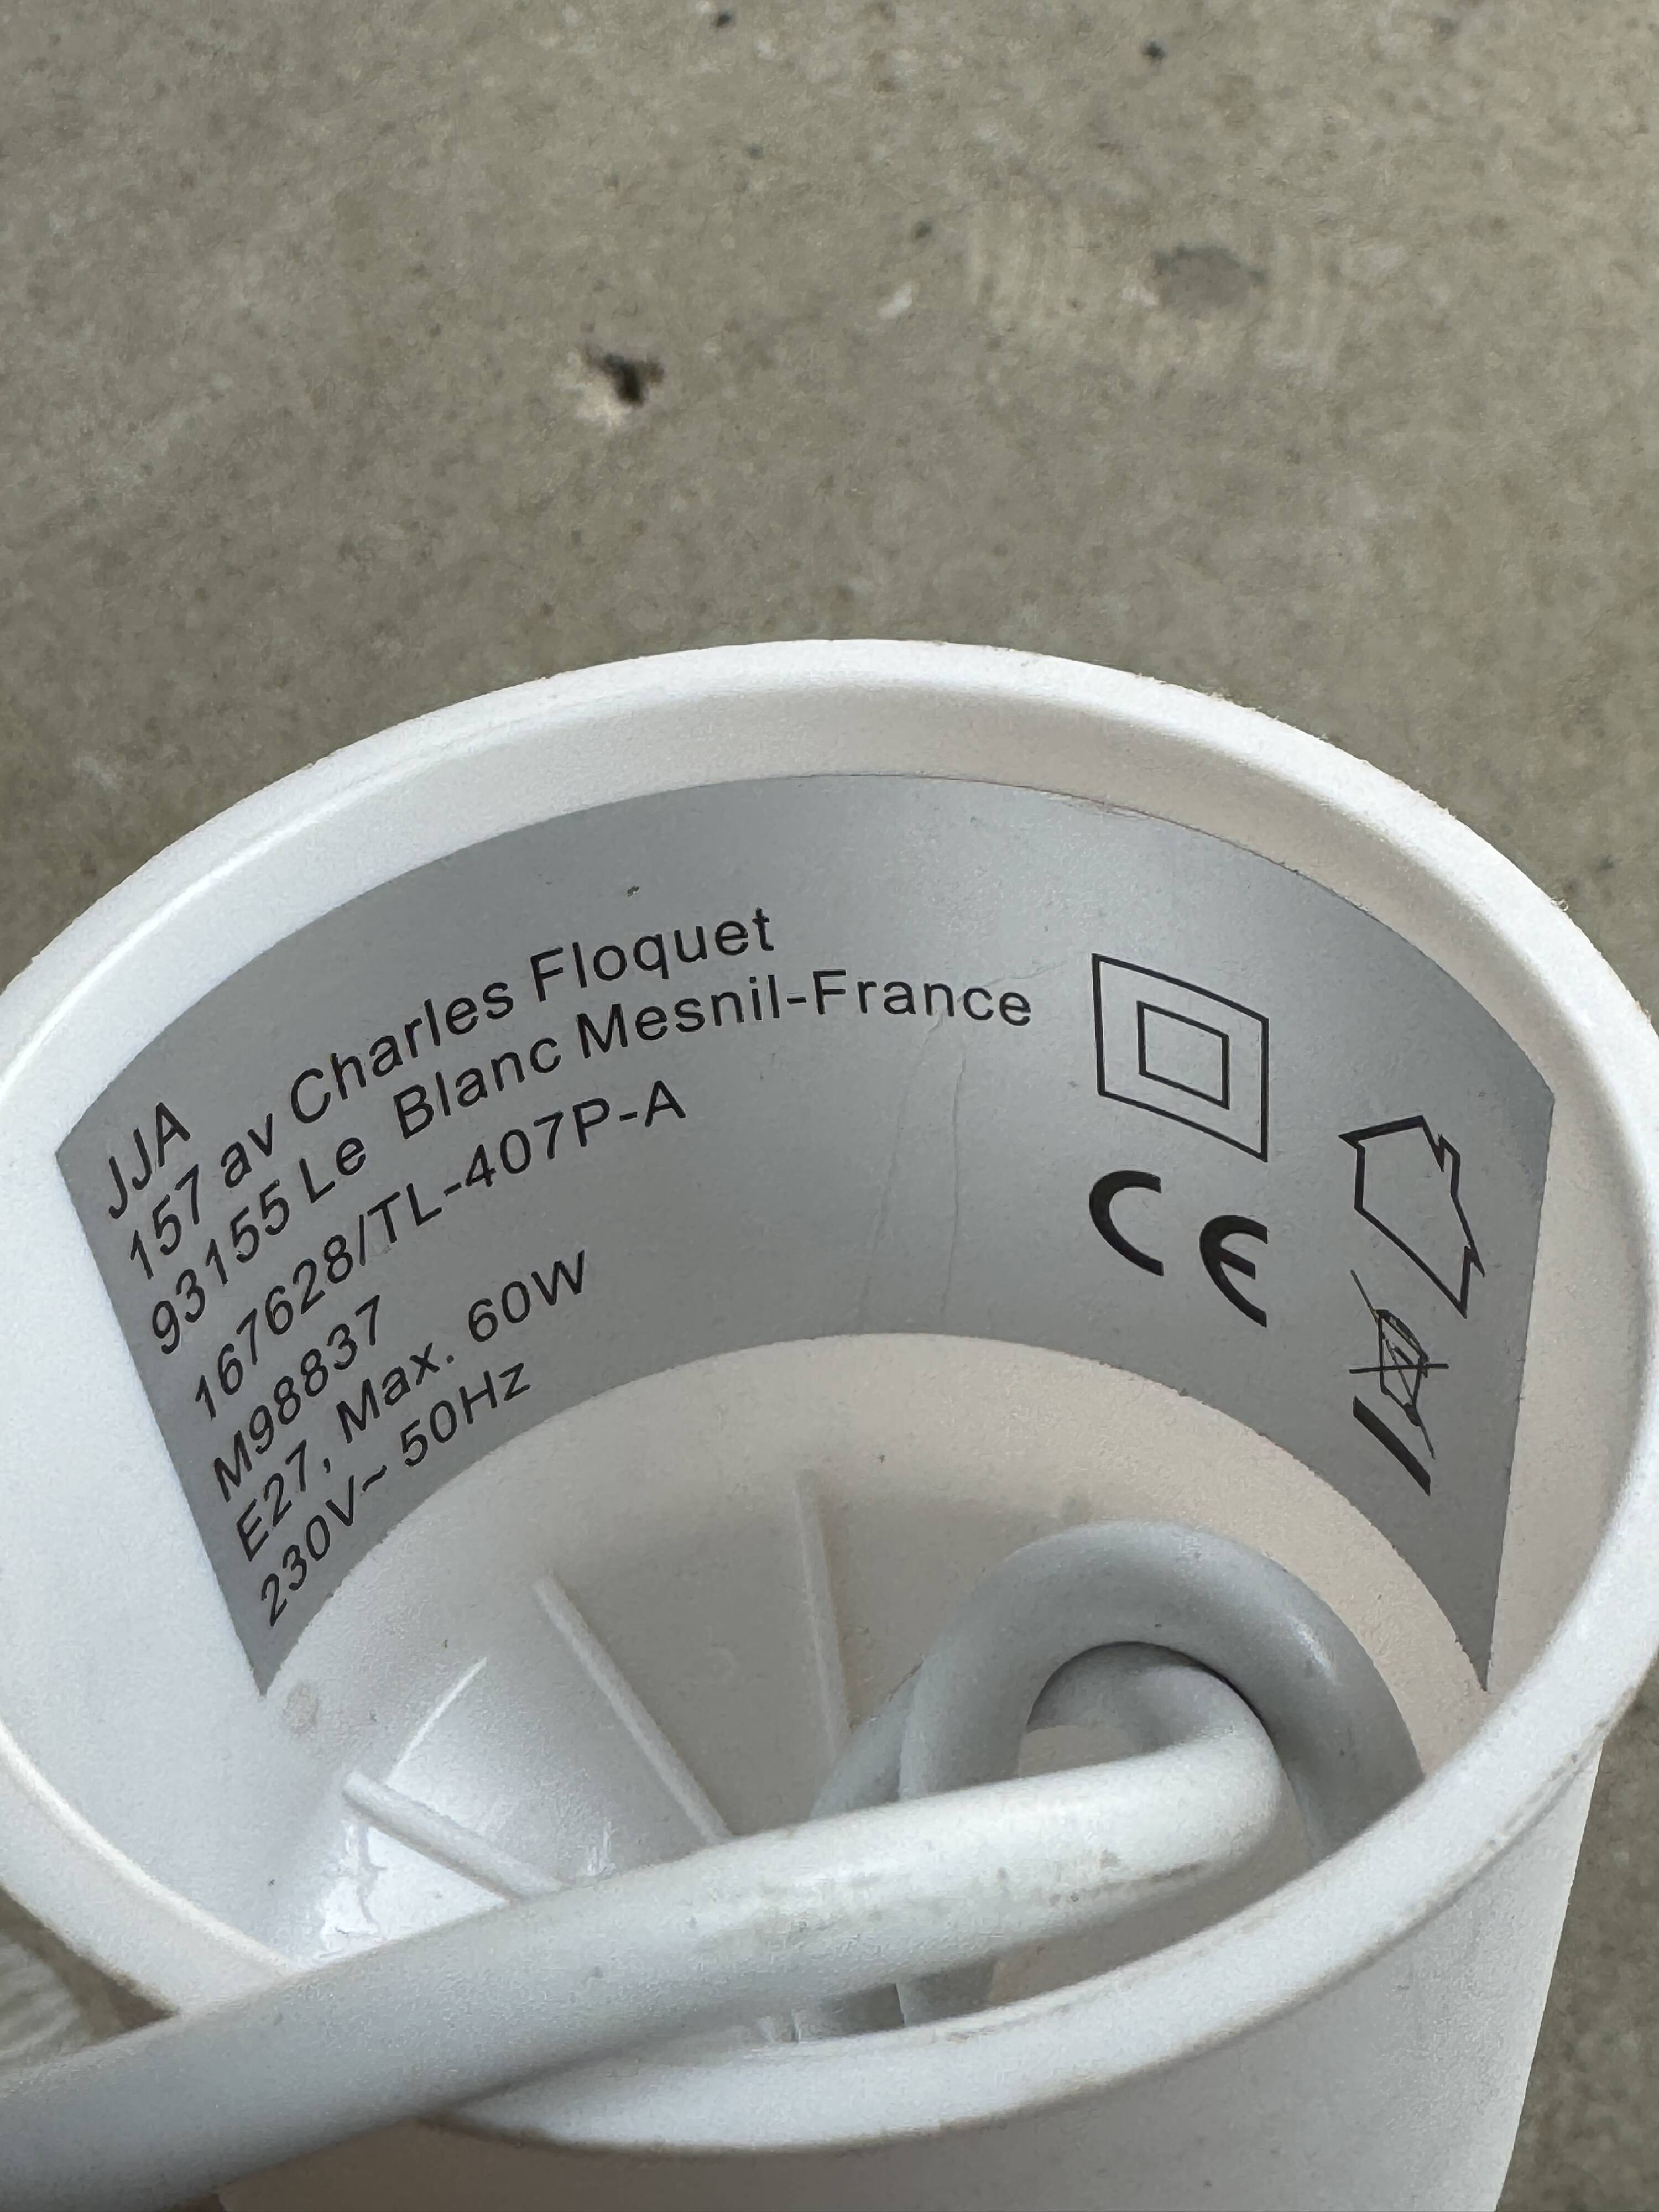 JJA
157 av Charles Floquet
93155 Le Blanc Mesnil-France
167628/TL-407P-A
M98837
E27, Max. 60W
230V~ 50Hz
CE